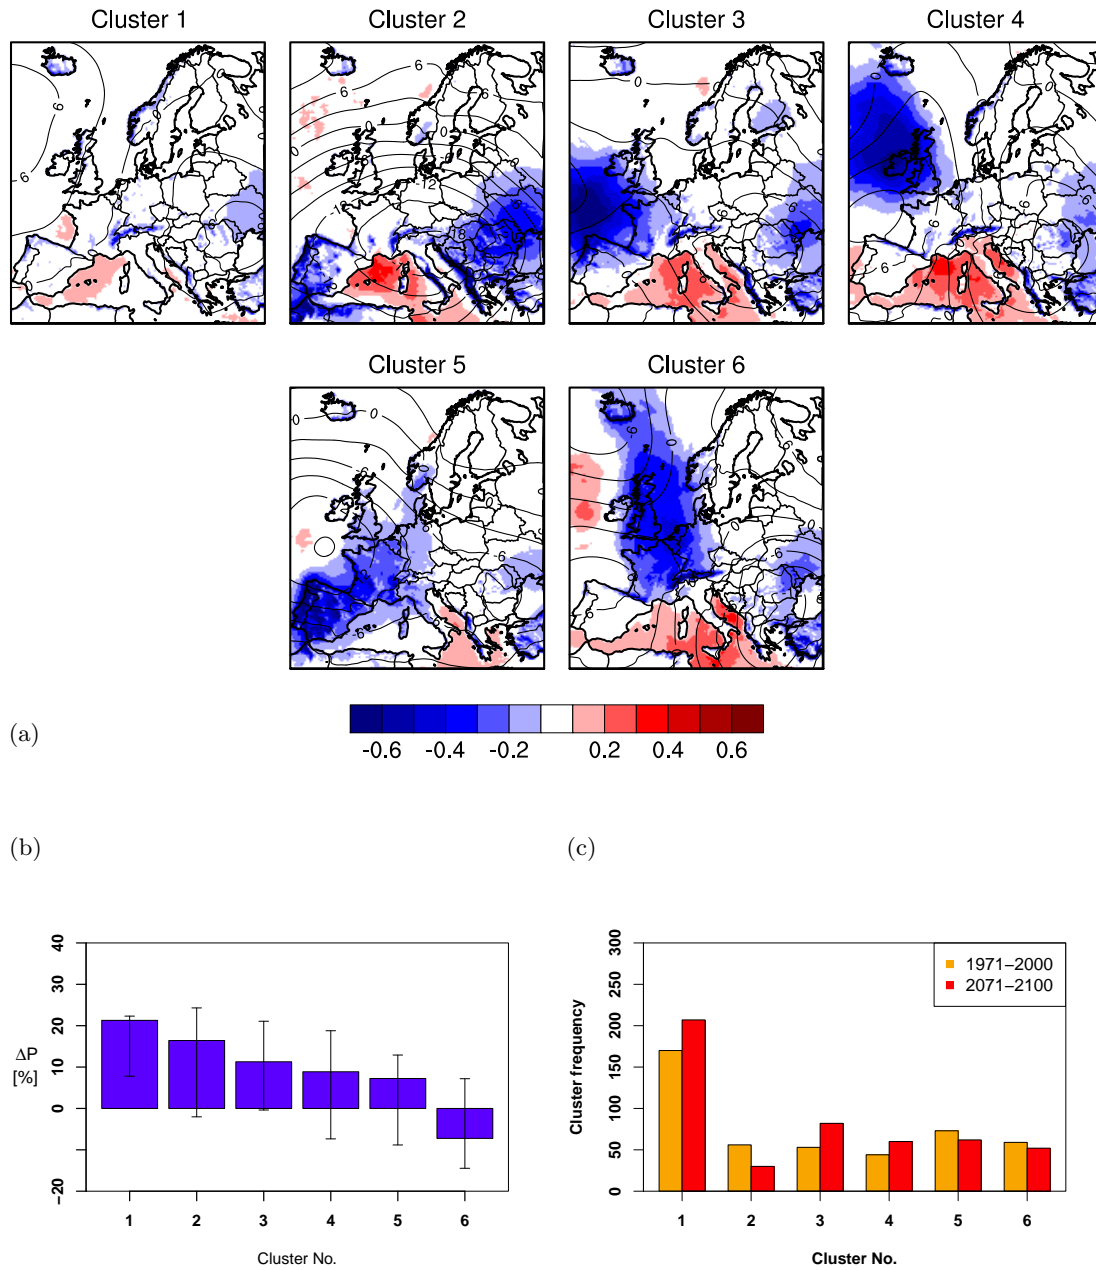 Cluster 1
Cluster 2
Cluster 3
Cluster 4
Cluster 5
Cluster 6
(a)
-0.6 -0.4 -0.2 0.2 0.4 0.6
(b)
(c)
40
30
20
10
0
−20
ΔP
[%]
1 2 3 4 5 6
Cluster No.
300
250
200
150
100
50
0
Cluster frequency
1971−2000
2071−2100
1 2 3 4 5 6
Cluster No.